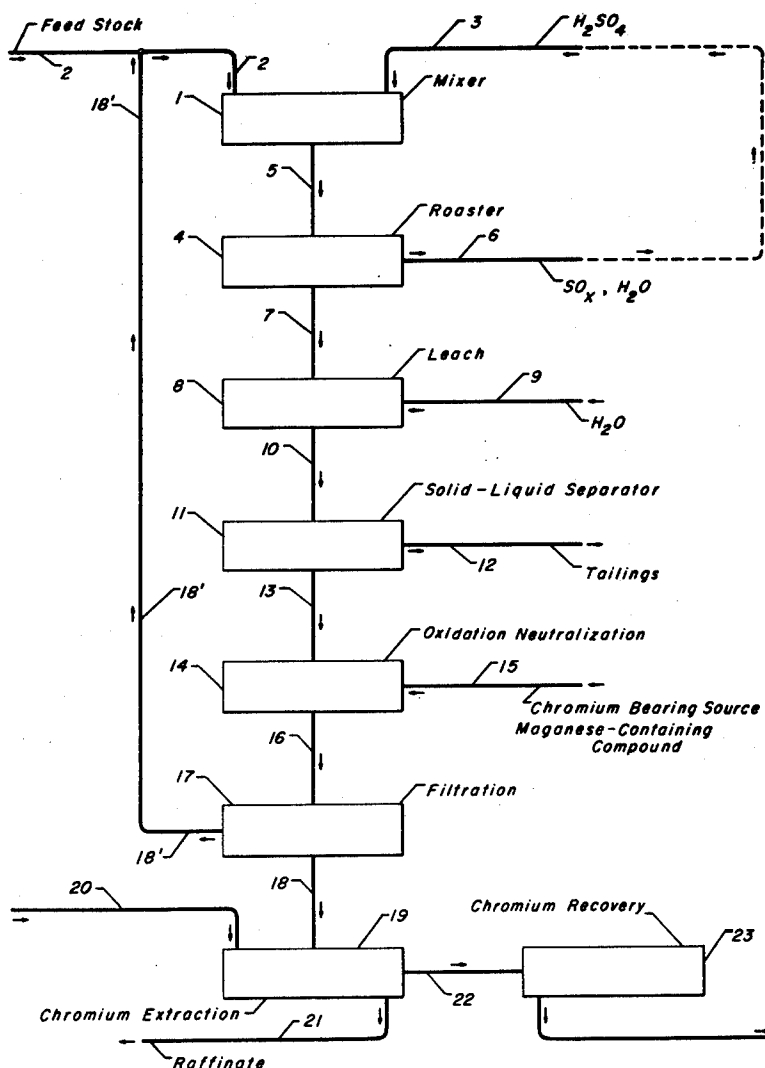 Feed Stock
3
H2SO4
2
2
Mixer
1
18'
5
Roaster
4
6
SOx, H2O
7
Leach
8
9
H2O
10
Solid-Liquid Separator
11
12
Tailings
13
18'
Oxidation Neutralization
14
15
Chromium Bearing Source
Maganese-Containing
Compound
16
17
Filtration
18'
18
20
Chromium Recovery
19
23
22
Chromium Extraction
21
Raffinate